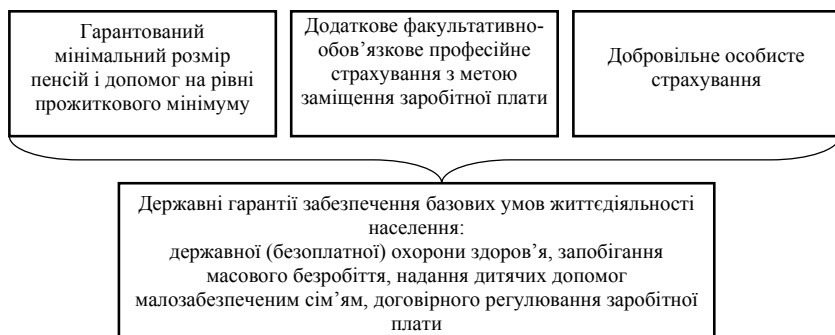 Гарантований
мінімальний розмір
пенсій і допомог на рівні
прожиткового мінімуму
Додаткове факультативно-
обов’язкове професійне
страхування з метою
заміщення заробітної плати
Добровільне особисте
страхування
Державні гарантії забезпечення базових умов життєдіяльності
населення:
державної (безоплатної) охорони здоров’я, запобігання
масового безробіття, надання дитячих допомог
малозабезпеченим сім’ям, договірного регулювання заробітної
плати